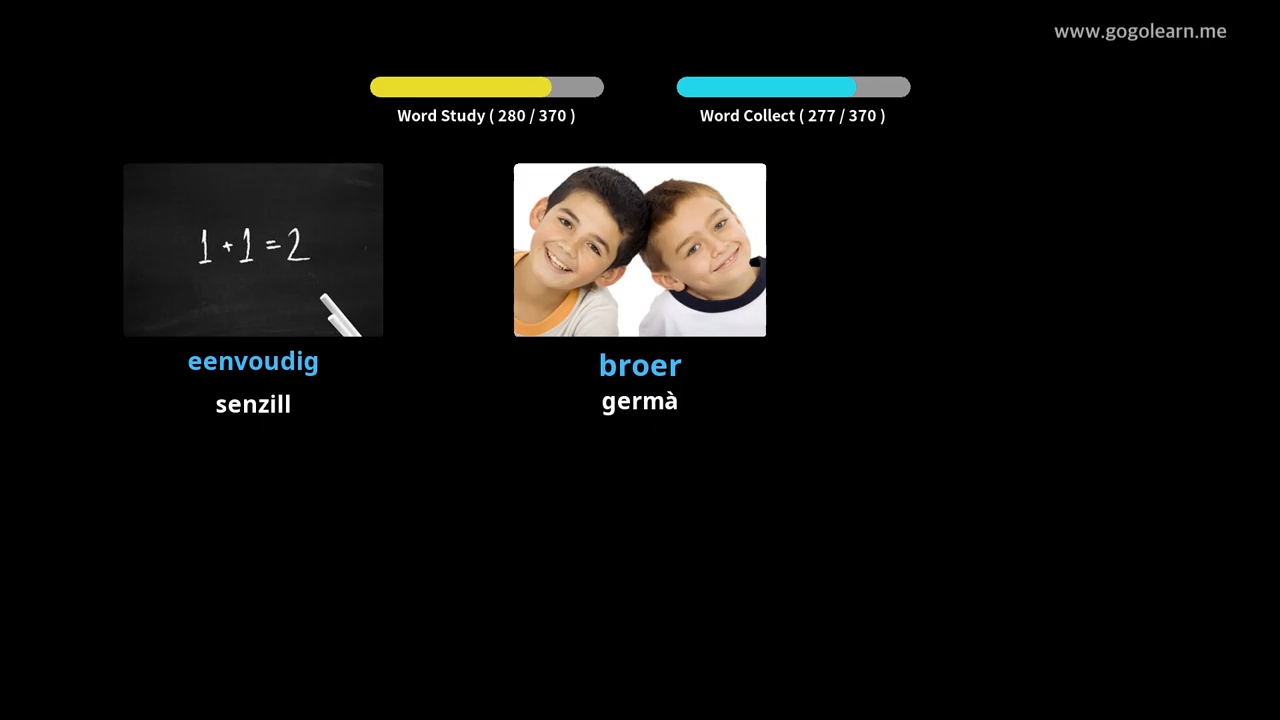 www.gogolearn.me
Word Study ( 280 / 370 )
Word Collect ( 277 / 370 )
1 + 1 = 2
eenvoudig
senzill
broer
germà